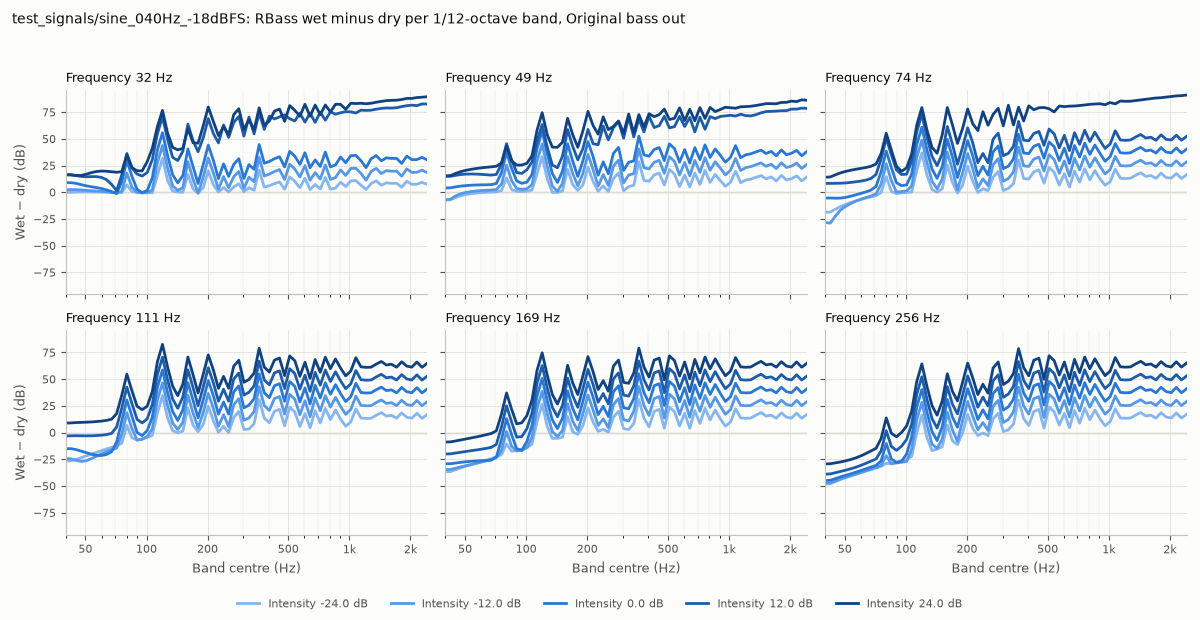 test_signals/sine_040Hz_-18dBFS: RBass wet minus dry per 1/12-octave band, Original bass out
Frequency 32 Hz
Frequency 49 Hz
Frequency 74 Hz
Wet − dry (dB)
75
50
25
0
−25
−50
−75
Frequency 111 Hz
Frequency 169 Hz
Frequency 256 Hz
Wet − dry (dB)
75
50
25
0
−25
−50
−75
50 100 200 500 1k 2k
50 100 200 500 1k 2k
50 100 200 500 1k 2k
Band centre (Hz)
Band centre (Hz)
Band centre (Hz)
Intensity -24.0 dB
Intensity -12.0 dB
Intensity 0.0 dB
Intensity 12.0 dB
Intensity 24.0 dB